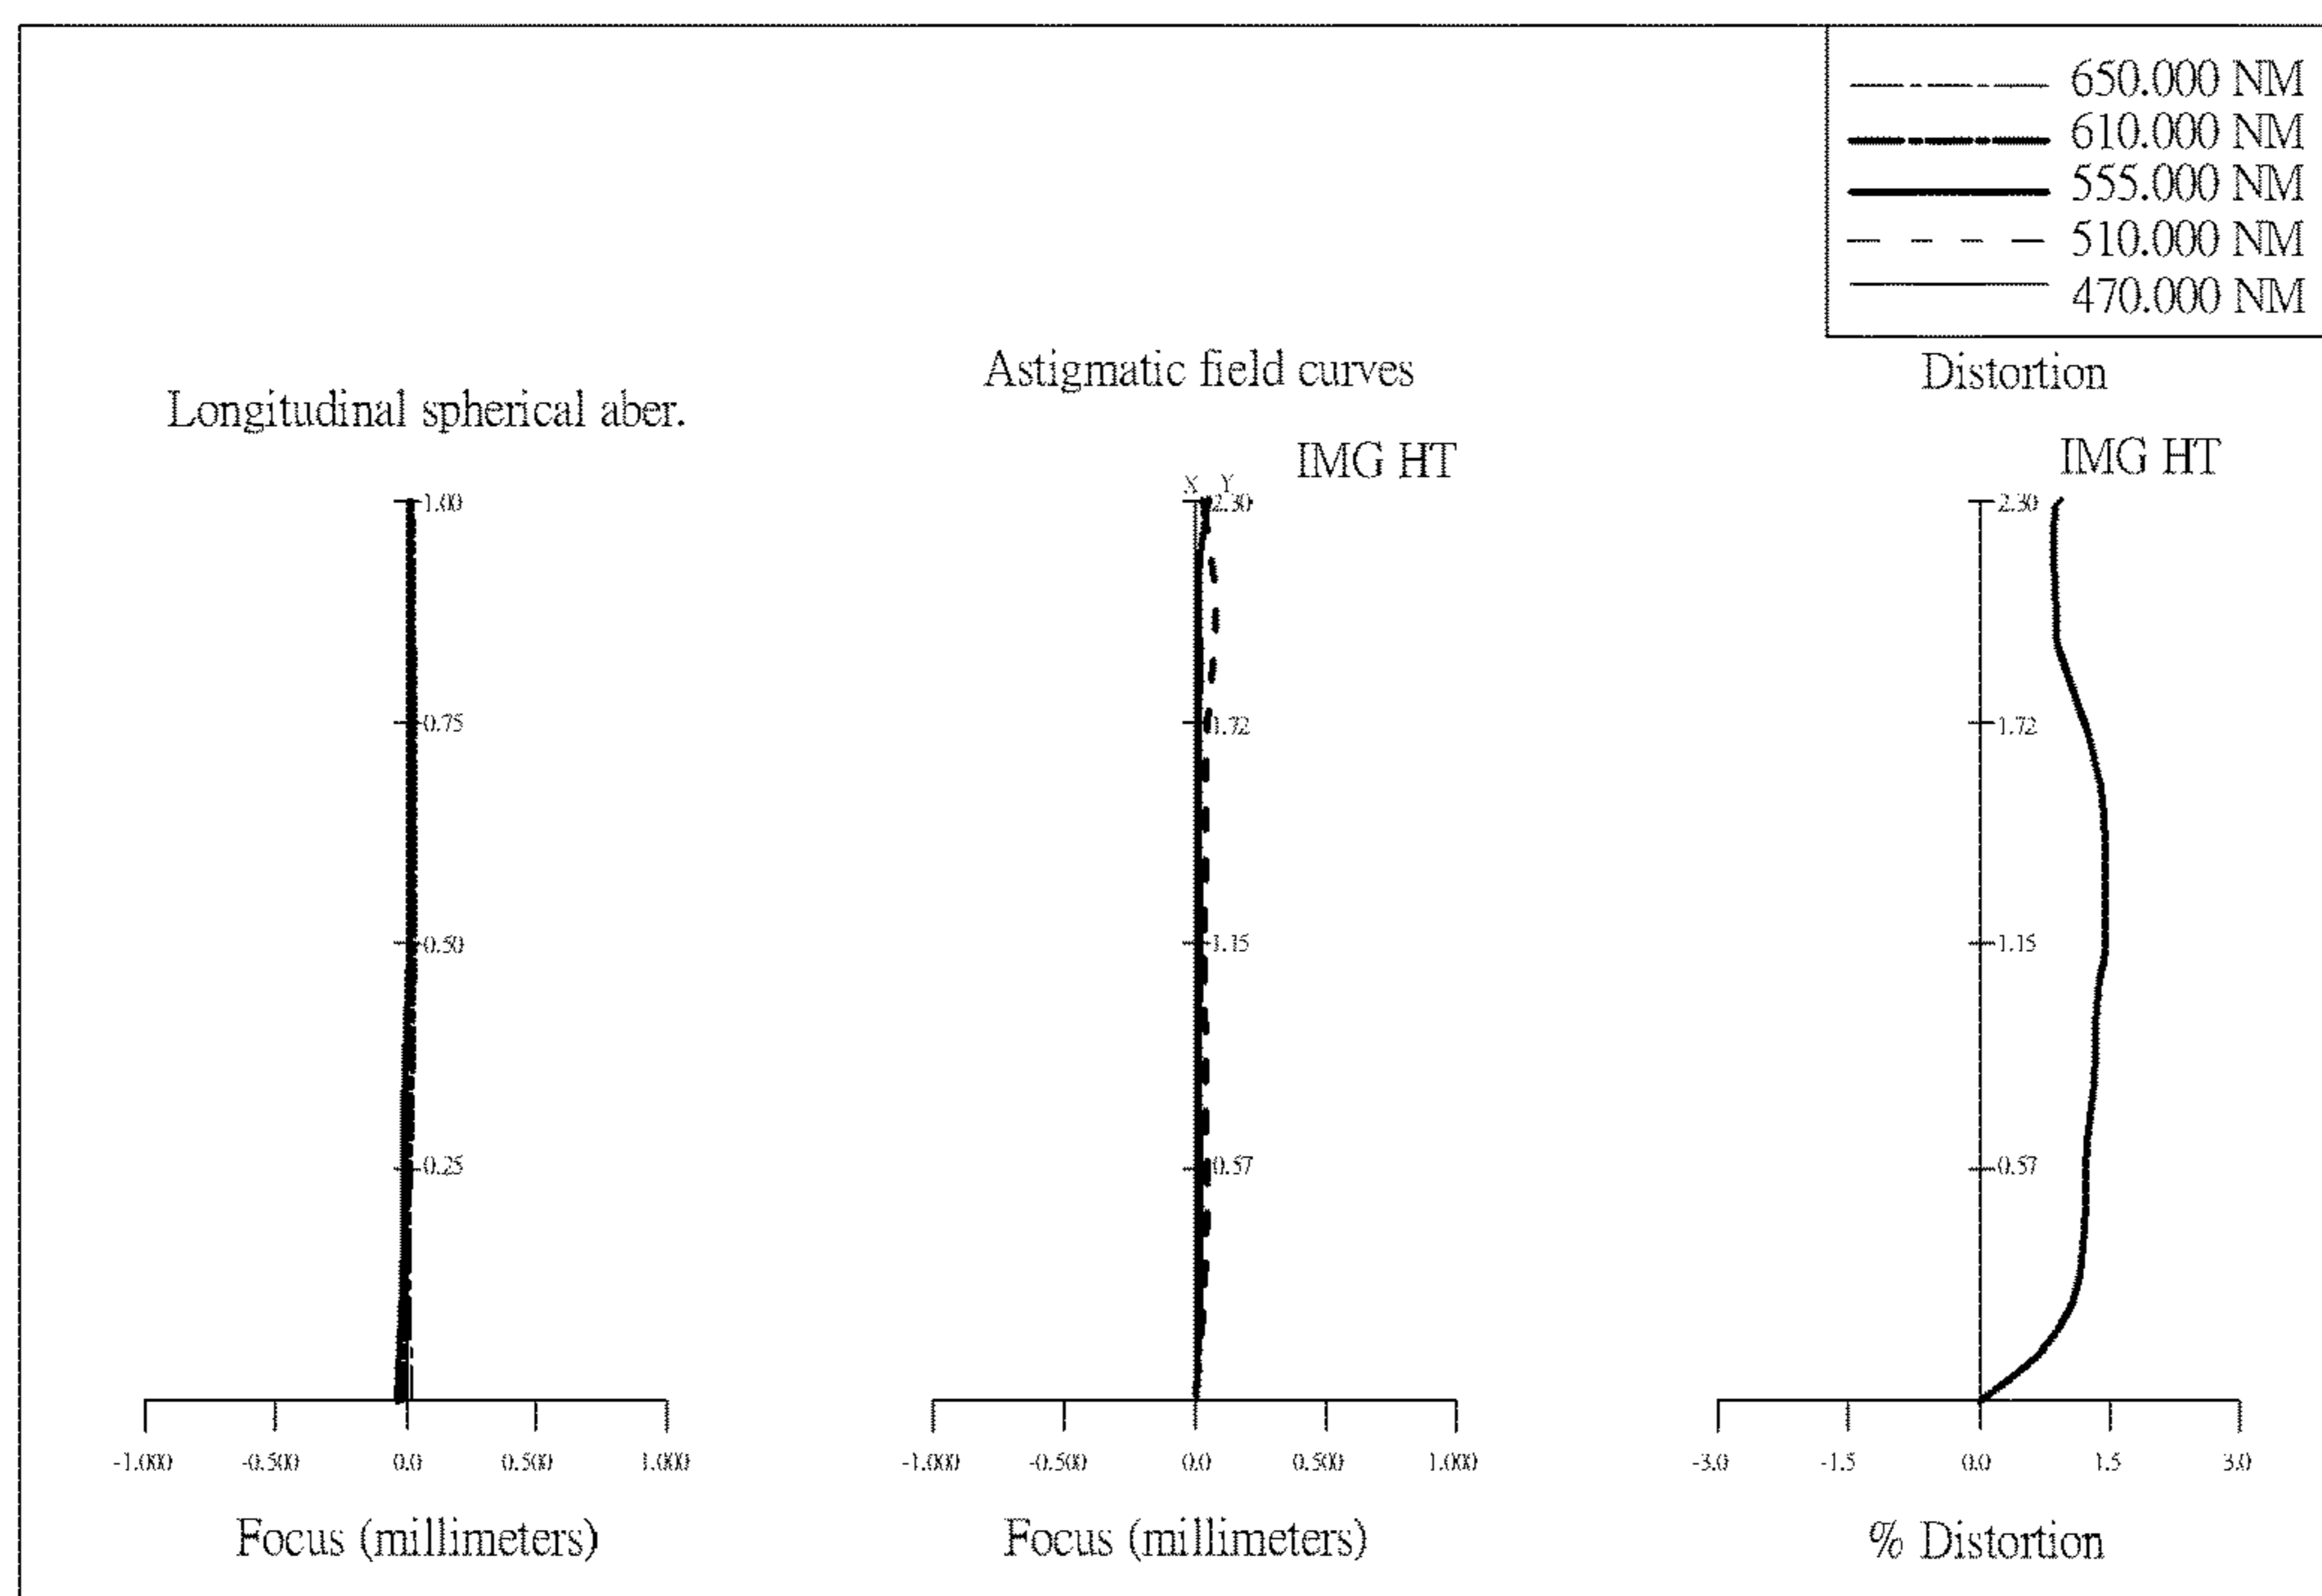 650.000 NM
610.000 NM
555.000 NM
510.000 NM
470.000 NM
Longitudinal spherical aber.
Astigmatic field curves
Distortion
IMG HT
IMG HT
1.00
0.75
0.50
0.25
X Y
2.30
1.72
1.15
0.57
2.30
1.72
1.15
0.57
-1.000 -0.500 0.0 0.500 1.000
-1.000 -0.500 0.0 0.500 1.000
-3.0 -1.5 0.0 1.5 3.0
Focus (millimeters)
Focus (millimeters)
% Distortion